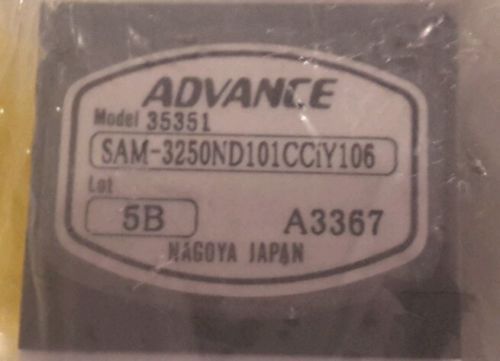 ADVANCE
Model 35351
SAM-3250ND101CCiY106
Lot
5B A3367
NAGOYA JAPAN